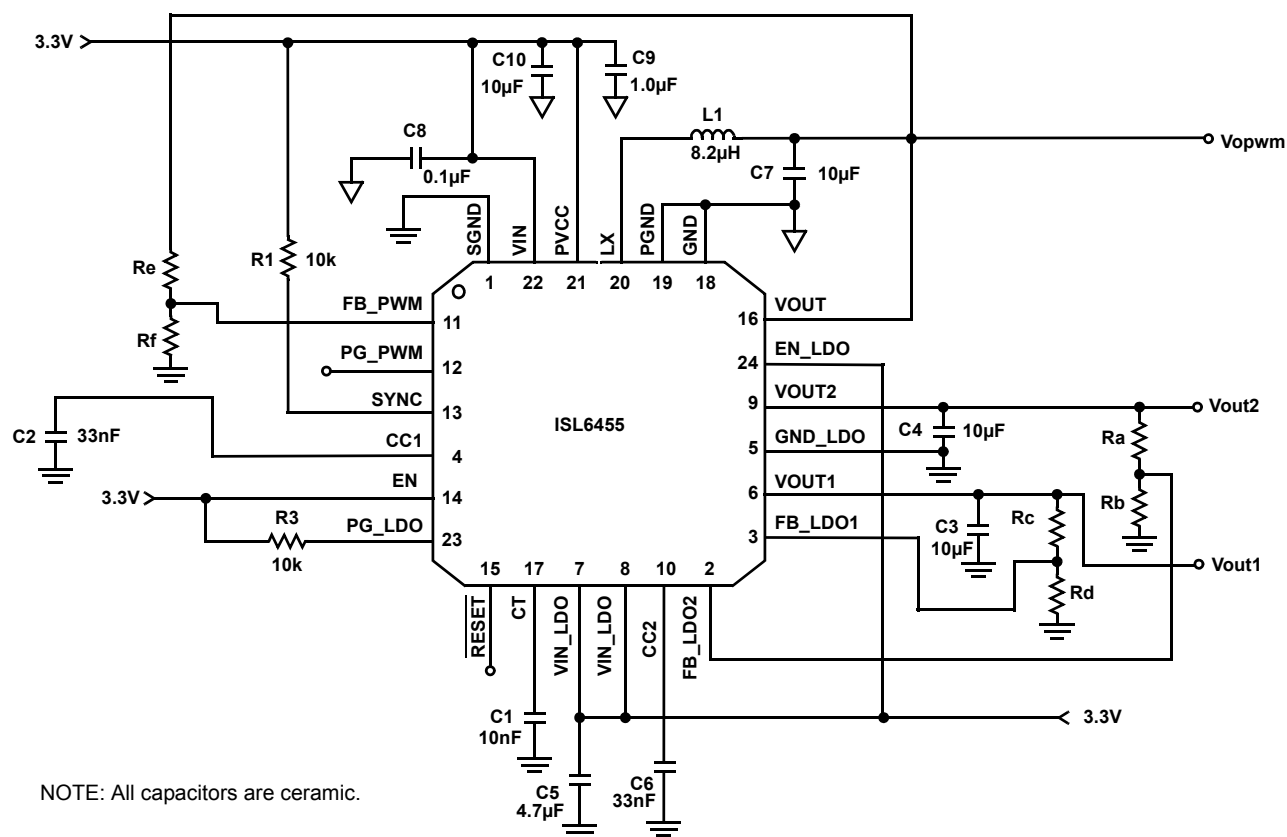 3.3V
C10
10µF
C9
1.0µF
C8
0.1µF
L1
8.2µH
Vopwm
C7
10µF
SGND
VIN
PVCC
LX
PGND
GND
1
22
21
20
19
18
Re
R1
10k
Rf
FB_PWM
11
PG_PWM
12
SYNC
13
C2
33nF
CC1
4
EN
3.3V
14
R3
10k
PG_LDO
23
ISL6455
VOUT
16
EN_LDO
24
VOUT2
9
Vout2
GND_LDO
5
C4
10µF
Ra
Rb
VOUT1
6
FB_LDO1
3
C3
10µF
Rc
Rd
Vout1
15
17
7
8
10
2
RESET
CT
VIN_LDO
VIN_LDO
CC2
FB_LDO2
C1
10nF
3.3V
C5
4.7µF
C6
33nF
NOTE: All capacitors are ceramic.